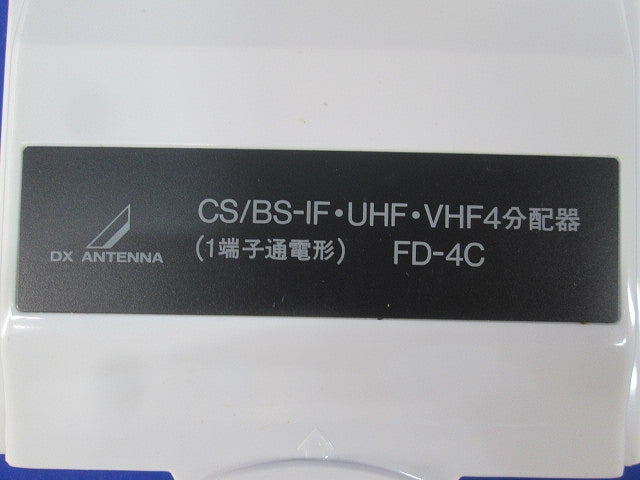 CS/BS-IF・UHF・VHF4分配器
DX ANTENNA
(1端子通電形) FD-4C